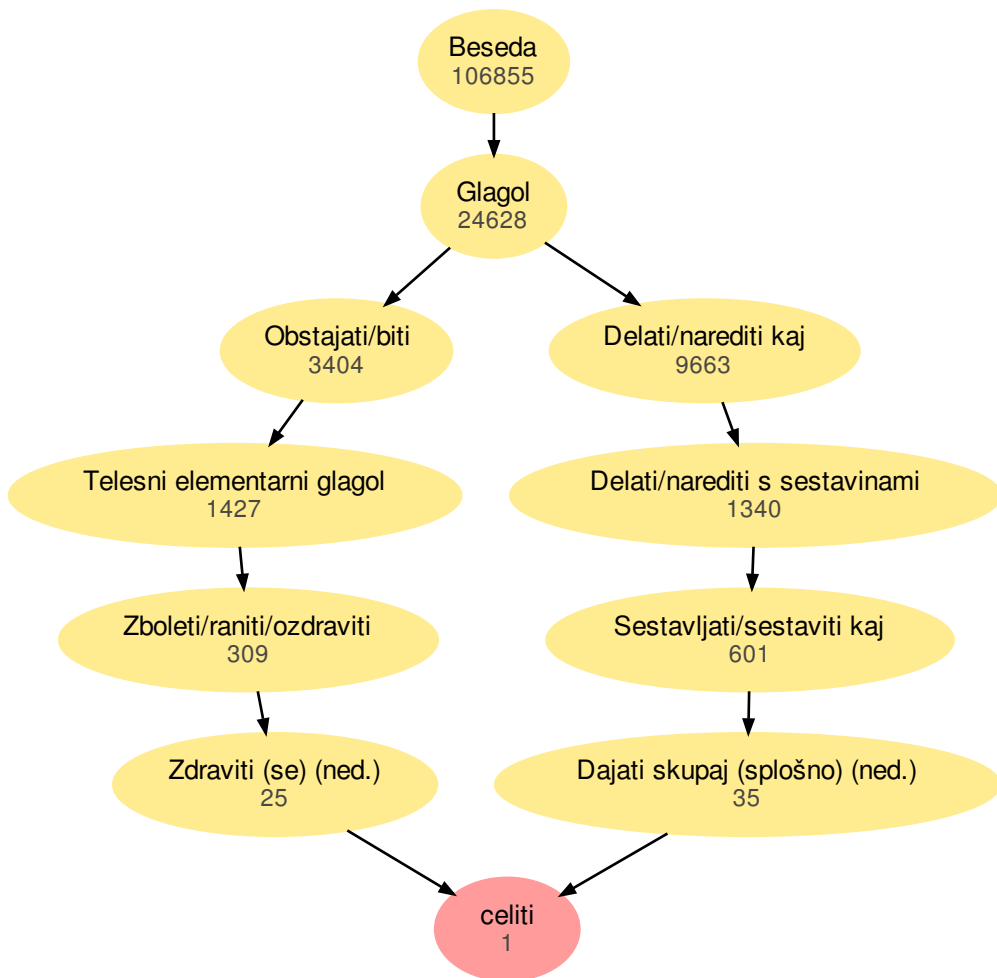 Beseda
106855
Glagol
24628
Obstajati/biti
3404
Delati/narediti kaj
9663
Telesni elementarni glagol
1427
Delati/narediti s sestavinami
1340
Zboleti/raniti/ozdraviti
309
Sestavljati/sestaviti kaj
601
Zdraviti (se) (ned.)
25
Dajati skupaj (splošno) (ned.)
35
celiti
1